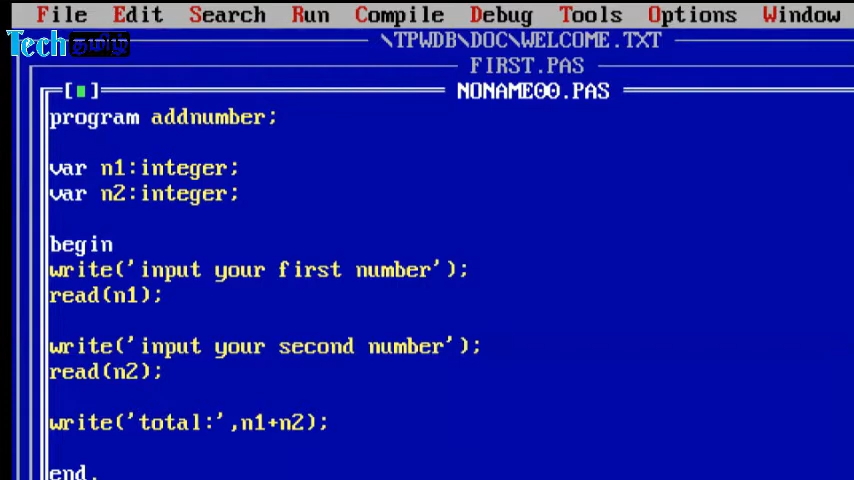 File Edit Search Run Compile Debug Tools Options Window
Tech தமிழ்
\TPWDB\DOC\WELCOME.TXT
FIRST.PAS
[■] NONAME00.PAS
program addnumber;
var n1:integer;
var n2:integer;
begin
write('input your first number');
read(n1);
write('input your second number');
read(n2);
write('total:',n1+n2);
end.